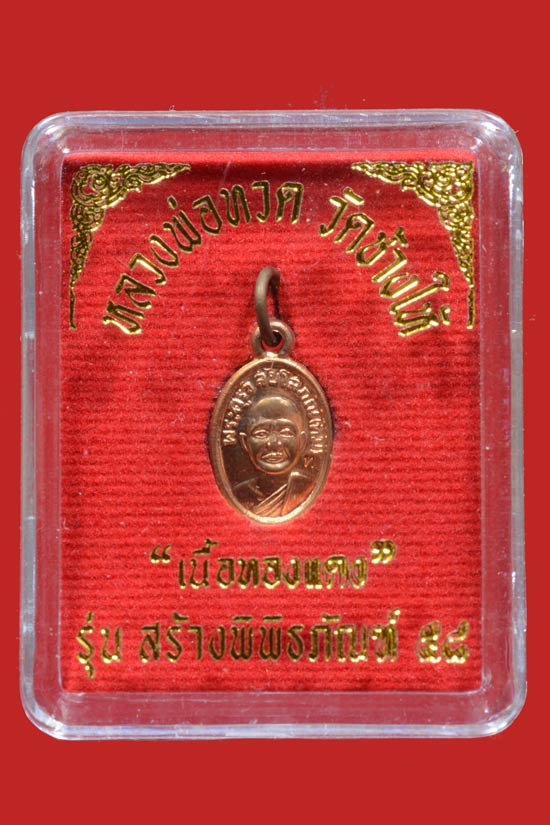 หลวงพ่อทวด วัดช้างให้
“เนื้อทองแดง”
รุ่น สร้างพิพิธภัณฑ์ ๕๘